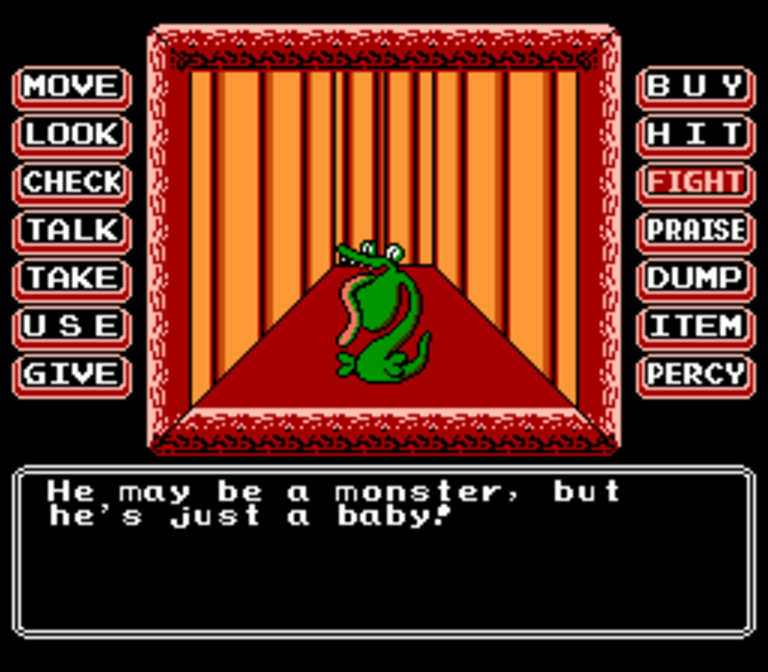 MOVE
LOOK
CHECK
TALK
TAKE
USE
GIVE
BUY
HIT
FIGHT
PRAISE
DUMP
ITEM
PERCY
He may be a monster, but
he's just a baby!